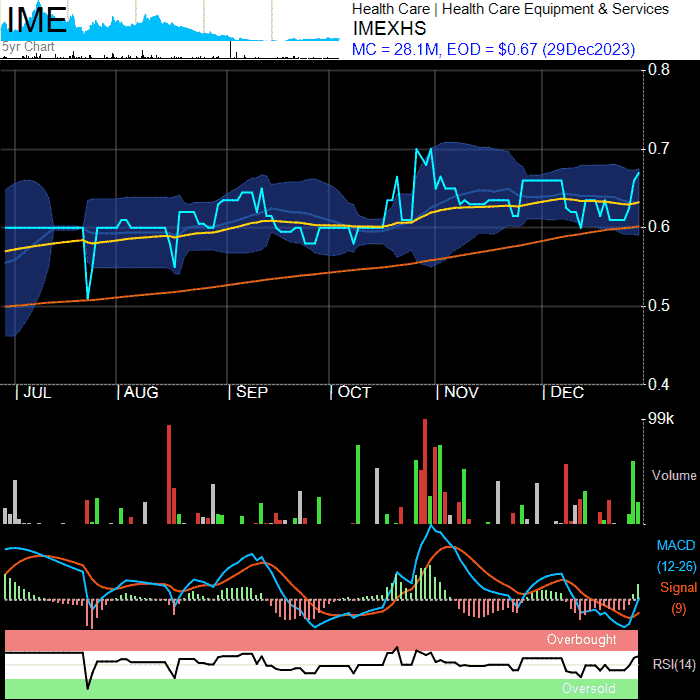 IME
5yr Chart
Health Care | Health Care Equipment & Services
IMEXHS
MC = 28.1M, EOD = $0.67 (29Dec2023)
0.8
0.7
0.6
0.5
0.4
| JUL | AUG | SEP | OCT | NOV | DEC
99k
Volume
MACD
(12-26)
Signal
(9)
Overbought
RSI(14)
Oversold